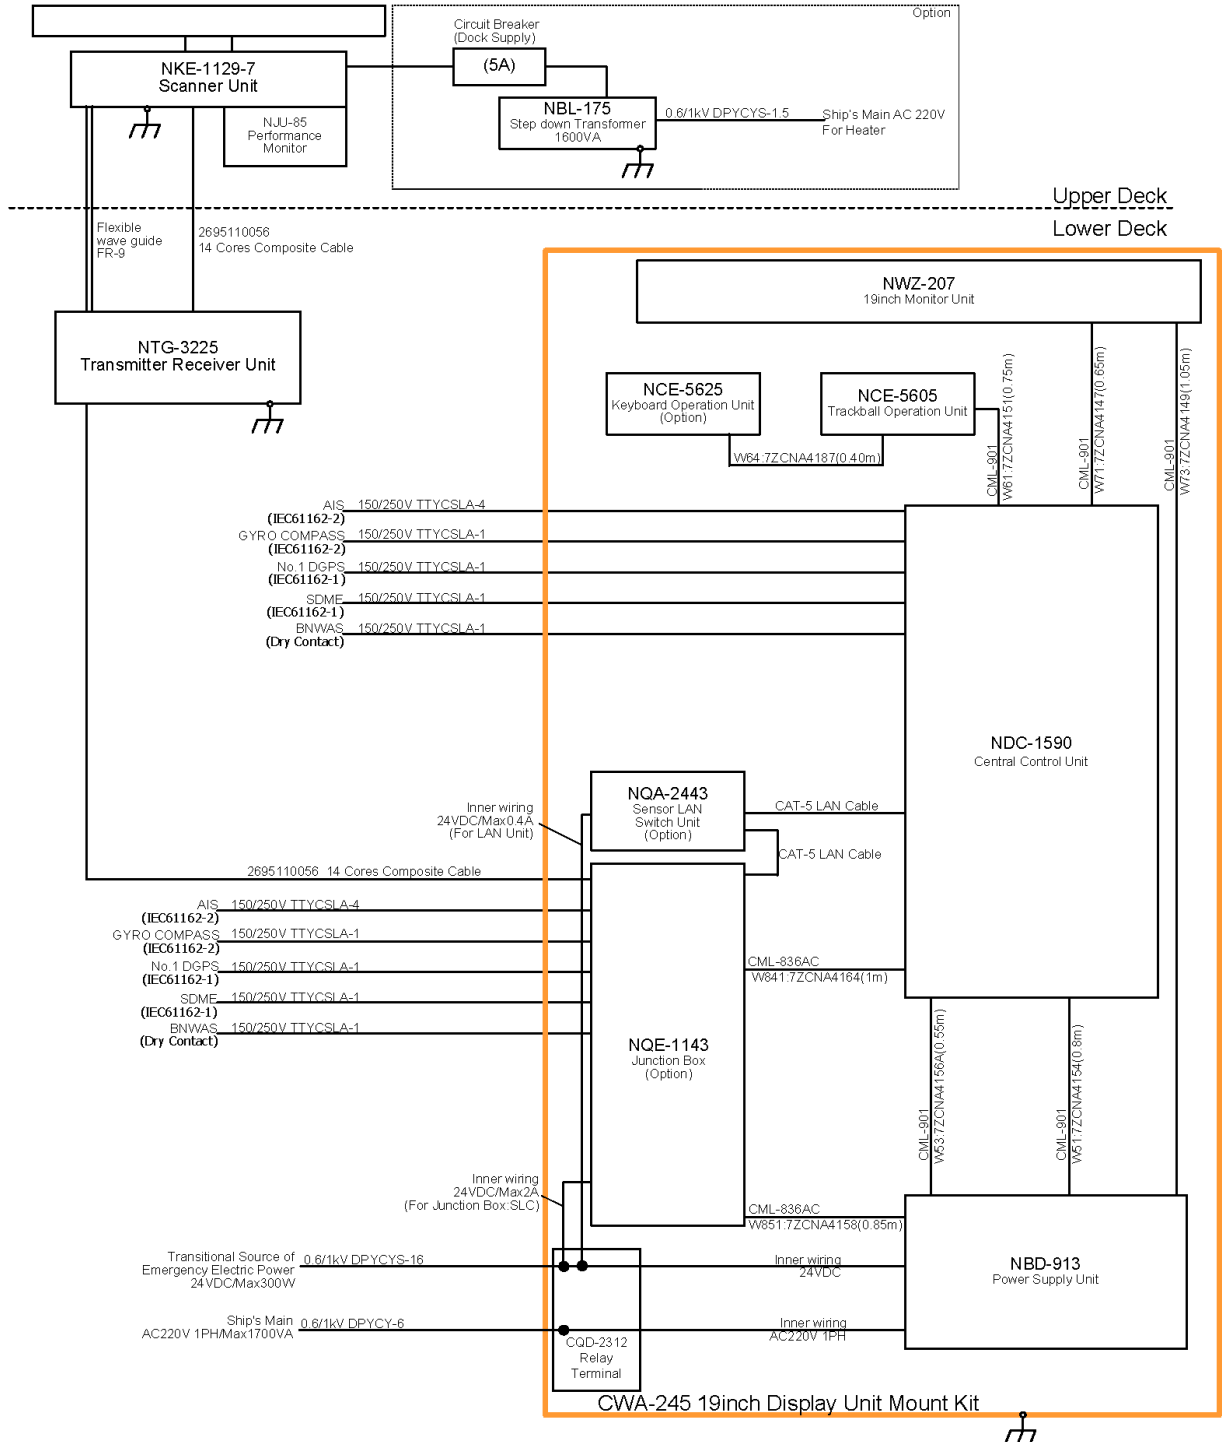 Option
Circuit Breaker
(Dock Supply)
(5A)
NKE-1129-7
Scanner Unit
NJU-85
Performance
Monitor
NBL-175
Step down Transformer
1600VA
0.6/1kV DPYCYS-1.5
Ship's Main AC 220V
For Heater
Upper Deck
Lower Deck
Flexible
wave guide
FR-9
2695110056
14 Cores Composite Cable
NTG-3225
Transmitter Receiver Unit
NWZ-207
19inch Monitor Unit
NCE-5625
Keyboard Operation Unit
(Option)
NCE-5605
Trackball Operation Unit
W64:7ZCNA4187(0.40m)
CML-901
W61:7ZCNA4151(0.75m)
CML-901
W71:7ZCNA4147(0.65m)
CML-901
W73:7ZCNA4149(1.05m)
AIS 150/250V TTYCSLA-4
(IEC61162-2)
GYRO COMPASS 150/250V TTYCSLA-1
(IEC61162-2)
No.1 DGPS 150/250V TTYCSLA-1
(IEC61162-1)
SDME 150/250V TTYCSLA-1
(IEC61162-1)
BNWAS 150/250V TTYCSLA-1
(Dry Contact)
NDC-1590
Central Control Unit
NQA-2443
Sensor LAN
Switch Unit
(Option)
CAT-5 LAN Cable
CAT-5 LAN Cable
Inner wiring
24VDC/Max0.4A
(For LAN Unit)
2695110056 14 Cores Composite Cable
AIS 150/250V TTYCSLA-4
(IEC61162-2)
GYRO COMPASS 150/250V TTYCSLA-1
(IEC61162-2)
No.1 DGPS 150/250V TTYCSLA-1
(IEC61162-1)
SDME 150/250V TTYCSLA-1
(IEC61162-1)
BNWAS 150/250V TTYCSLA-1
(Dry Contact)
CML-836AC
W841:7ZCNA4164(1m)
NQE-1143
Junction Box
(Option)
CML-901
W53:7ZCNA4156A(0.55m)
CML-901
W51:7ZCNA4154(0.8m)
Inner wiring
24VDC/Max2A
(For Junction Box:SLC)
CML-836AC
W851:7ZCNA4158(0.85m)
Transitional Source of
Emergency Electric Power
24VDC/Max300W
0.6/1kV DPYCYS-16
Inner wiring
24VDC
NBD-913
Power Supply Unit
Ship's Main
AC220V 1PH/Max1700VA
0.6/1kV DPYCY-6
Inner wiring
AC220V 1PH
CQD-2312
Relay
Terminal
CWA-245 19inch Display Unit Mount Kit